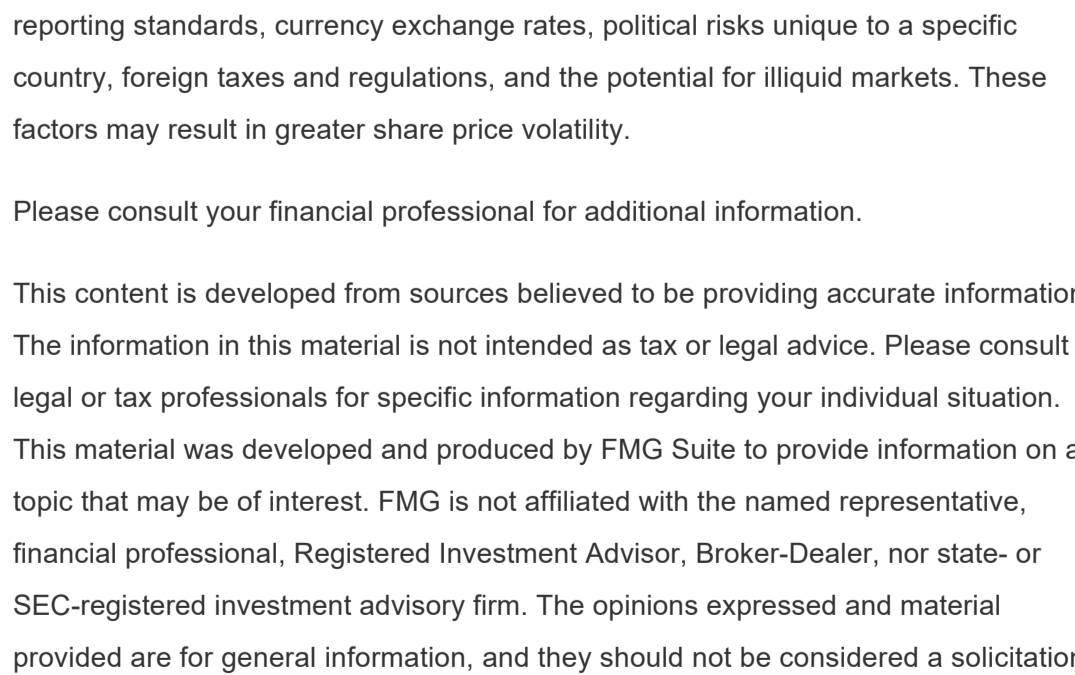 reporting standards, currency exchange rates, political risks unique to a specific
country, foreign taxes and regulations, and the potential for illiquid markets. These
factors may result in greater share price volatility.
Please consult your financial professional for additional information.
This content is developed from sources believed to be providing accurate information
The information in this material is not intended as tax or legal advice. Please consult
legal or tax professionals for specific information regarding your individual situation.
This material was developed and produced by FMG Suite to provide information on a
topic that may be of interest. FMG is not affiliated with the named representative,
financial professional, Registered Investment Advisor, Broker-Dealer, nor state- or
SEC-registered investment advisory firm. The opinions expressed and material
provided are for general information, and they should not be considered a solicitation